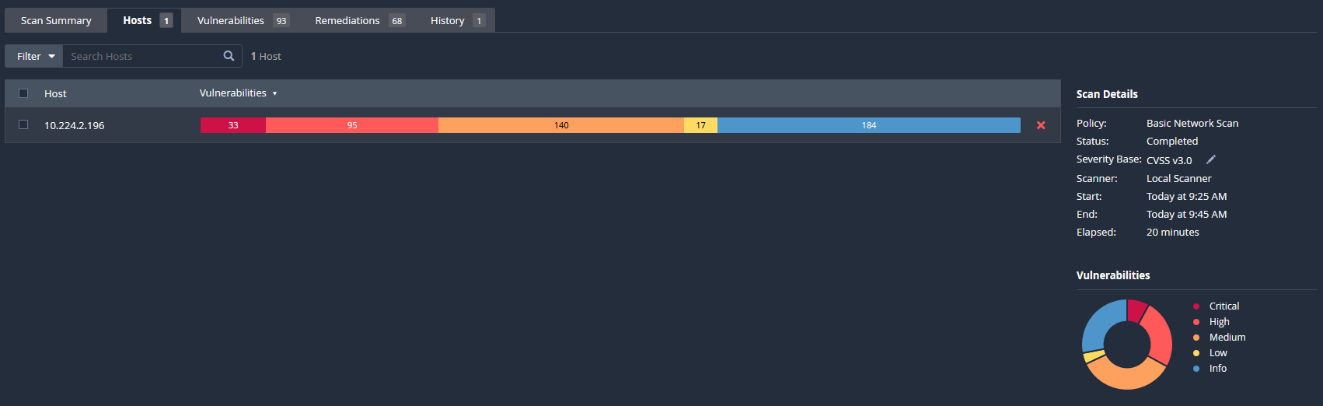 Scan Summary Hosts 1 Vulnerabilities 93 Remediations 68 History 1
Filter Search Hosts 1 Host
Host Vulnerabilities
10.224.2.196 33 95 140 17 184
Scan Details
Policy: Basic Network Scan
Status: Completed
Severity Base: CVSS v3.0
Scanner: Local Scanner
Start: Today at 9:25 AM
End: Today at 9:45 AM
Elapsed: 20 minutes
Vulnerabilities
Critical
High
Medium
Low
Info